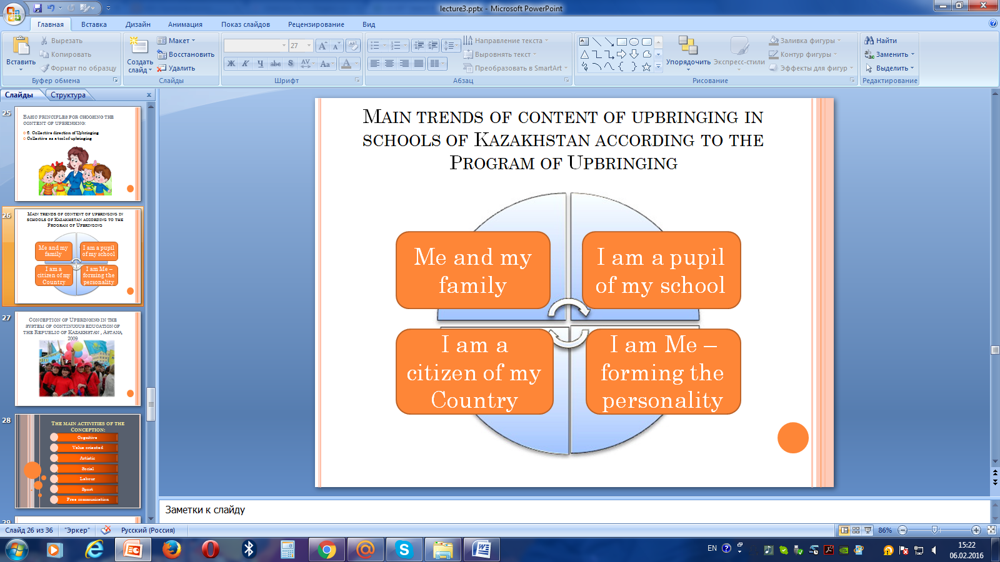 lecture3.pptx - Microsoft PowerPoint
Главная Вставка Дизайн Анимация Показ слайдов Рецензирование Вид
Вставить
Вырезать
Копировать
Формат по образцу
Буфер обмена
Создать слайд
Макет
Восстановить
Удалить
Слайды
27
Ж К Ч abc S AV Aa A
Шрифт
Направление текста
Выровнять текст
Преобразовать в SmartArt
Абзац
Упорядочить
Экспресс-стили
Заливка фигуры
Контур фигуры
Эффекты для фигур
Рисование
Найти
Заменить
Выделить
Редактирование
Слайды Структура x
25
Basic principles for choosing the
content of upbringing:
6. Collective direction of Upbringing
Collective as a tool of upbringing
26
Main trends of content of upbringing in
schools of Kazakhstan according to the
Program of Upbringing
Me and my
family
I am a pupil
of my school
I am a
citizen of my
Country
I am Me –
forming the
personality
27
Conception of Upbringing in the
system of continuous education of
the Republic of Kazakhstan , Astana,
2009
28
The main activities of the
Conception:
Cognitive
Value oriented
Artistic
Social
Labour
Sport
Free communication
29
Main trends of content of upbringing in
schools of Kazakhstan according to the
Program of Upbringing
Me and my
family
I am a pupil
of my school
I am a
citizen of my
Country
I am Me –
forming the
personality
Заметки к слайду
Слайд 26 из 36 "Эркер" Русский (Россия) 86%
EN 15:22
06.02.2016